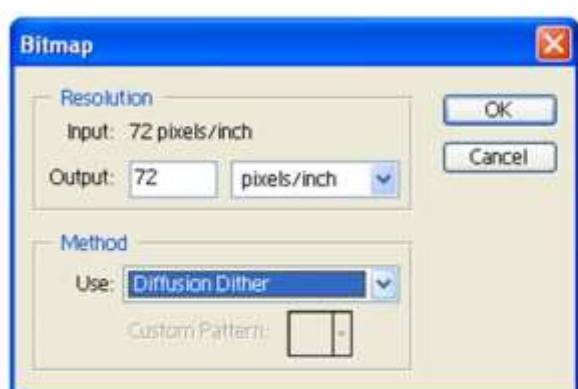 Bitmap
Resolution
Input: 72 pixels/inch
Output: 72 pixels/inch
OK
Cancel
Method
Use: Diffusion Dither
Custom Pattern: